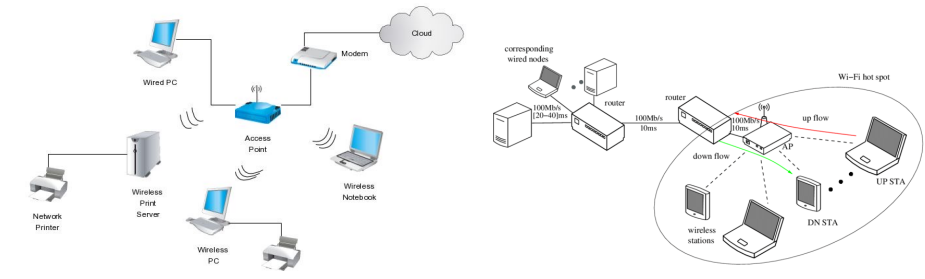 Cloud
Modem
Wired PC
Access
Point
Wireless
Notebook
Wireless
Print
Server
Network
Printer
Wireless
PC
corresponding
wired nodes
Wi-Fi hot spot
router
router
100Mb/s
[20-40]ms
100Mb/s
10ms
100Mb/s
10ms
up flow
AP
down flow
UP STA
DN STA
wireless
stations